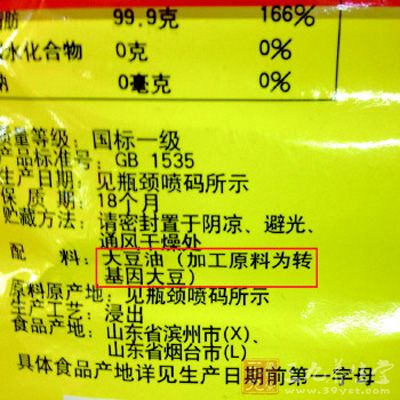 脂肪 99.9克 166%
水化合物 0克 0%
钠 0毫克 0%
质量等级: 国标一级
产品标准号: GB 1535
生产日期: 见瓶颈喷码所示
保质期: 18个月
贮藏方法: 请密封置于阴凉、避光、
通风干燥处
配料: 大豆油（加工原料为转
基因大豆）
原料原产地: 见瓶颈喷码所示
生产工艺: 浸出
食品产地: 山东省滨州市(X)、
山东省烟台市(L)
具体食品产地详见生产日期前第一字母
www.39yst.com